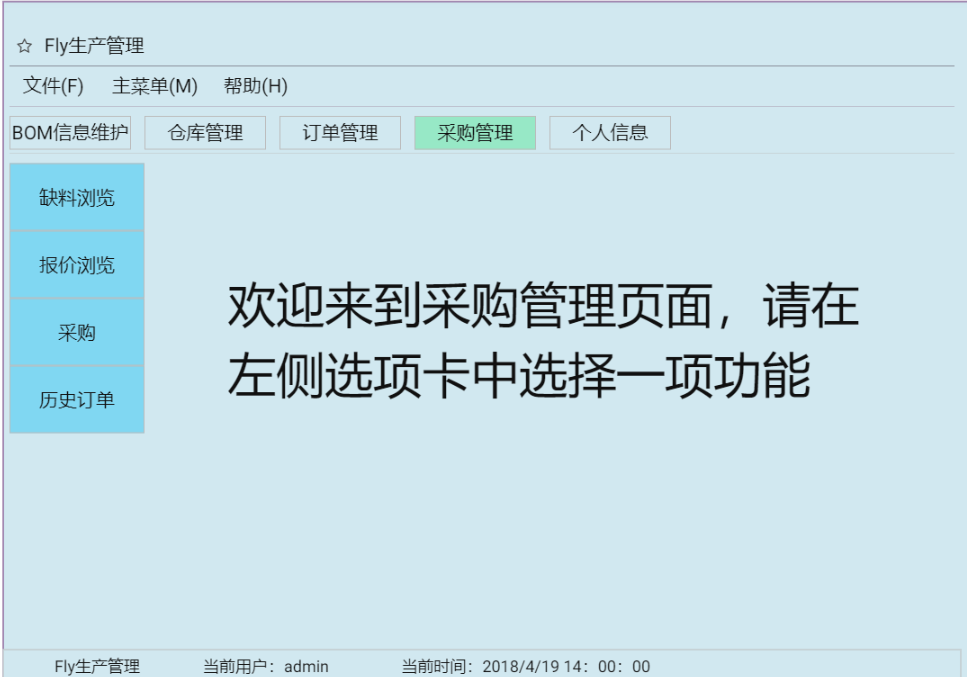 ☆ Fly生产管理
文件(F) 主菜单(M) 帮助(H)
BOM信息维护 仓库管理 订单管理 采购管理 个人信息
缺料浏览
报价浏览
采购
历史订单
欢迎来到采购管理页面，请在
左侧选项卡中选择一项功能
Fly生产管理 当前用户：admin 当前时间：2018/4/19 14：00：00